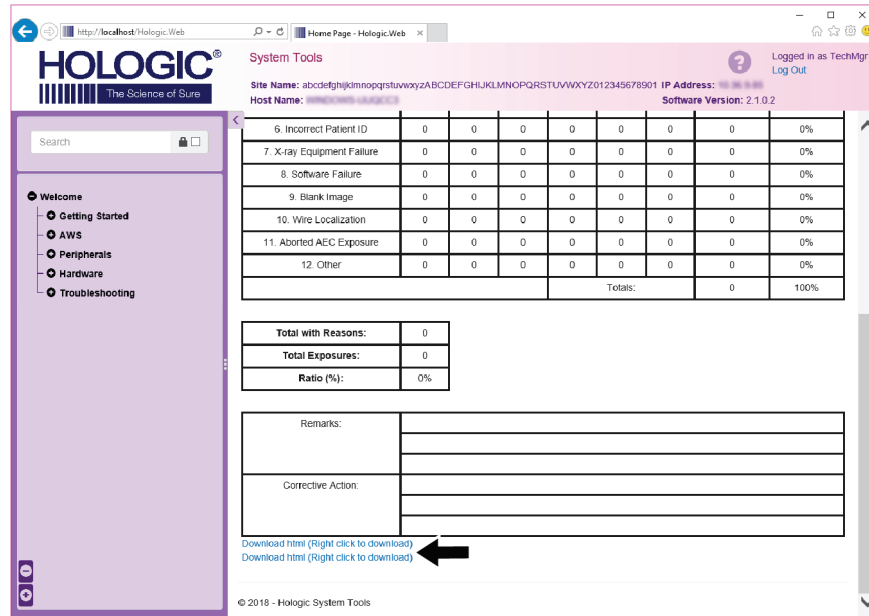 http://localhost/Hologic.Web
Home Page - Hologic.Web
HOLOGIC®
The Science of Sure
System Tools
Logged in as TechMgr
Log Out
Site Name: abcdefghijklmnopqrstuvwxyzABCDEFGHIJKLMNOPQRSTUVWXYZ012345678901 IP Address:
Host Name: Software Version: 2.1.0.2
Search
Welcome
Getting Started
AWS
Peripherals
Hardware
Troubleshooting
6. Incorrect Patient ID 0 0 0 0 0 0 0 0%
7. X-ray Equipment Failure 0 0 0 0 0 0 0 0%
8. Software Failure 0 0 0 0 0 0 0 0%
9. Blank Image 0 0 0 0 0 0 0 0%
10. Wire Localization 0 0 0 0 0 0 0 0%
11. Aborted AEC Exposure 0 0 0 0 0 0 0 0%
12. Other 0 0 0 0 0 0 0 0%
Totals: 0 100%
Total with Reasons: 0
Total Exposures: 0
Ratio (%): 0%
Remarks:
Corrective Action:
Download html (Right click to download)
Download html (Right click to download)
© 2018 - Hologic System Tools